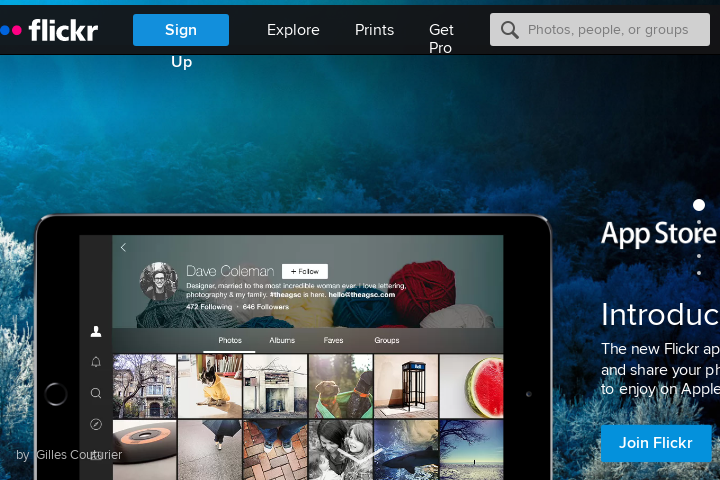 flickr
Sign
Up
Explore
Prints
Get
Pro
Photos, people, or groups
App Store
Dave Coleman
+ Follow
Designer, married to the most incredible woman ever. I love lettering,
photography & my family. #theagsc is here. hello@theagsc.com
472 Following • 646 Followers
Photos
Albums
Faves
Groups
Introduc
The new Flickr ap
and share your ph
to enjoy on Apple
Join Flickr
by Gilles Couturier